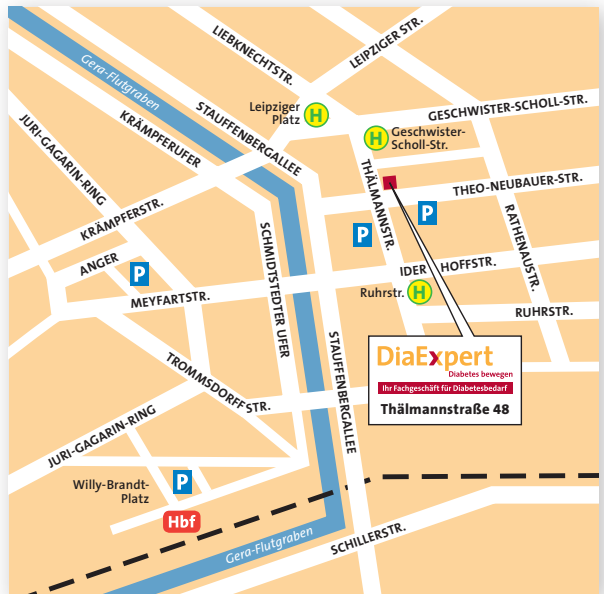 LIEBKNECHTSTR.
LEIPZIGER STR.
Gera-Flutgraben
STAUFFENBERGALLEE
Leipziger
Platz
H
GESCHWISTER-SCHOLL-STR.
H
Geschwister-
Scholl-Str.
KRÄMPFERUFER
JURI-GAGARIN-RING
THÄLMANNSTR.
THEO-NEUBAUER-STR.
KRÄMPFERSTR.
P
P
RATHENAUSTR.
SCHMIDTSTEDTER UFER
ANGER
P
IDER HOFFSTR.
MEYFARTSTR.
Ruhrstr.
H
RUHRSTR.
STAUFFENBERGALLEE
DiaExpert
Diabetes bewegen
Ihr Fachgeschäft für Diabetesbedarf
Thälmannstraße 48
TROMMSDORFF STR.
JURI-GAGARIN-RING
Willy-Brandt-
Platz
P
Hbf
Gera-Flutgraben
SCHILLERSTR.